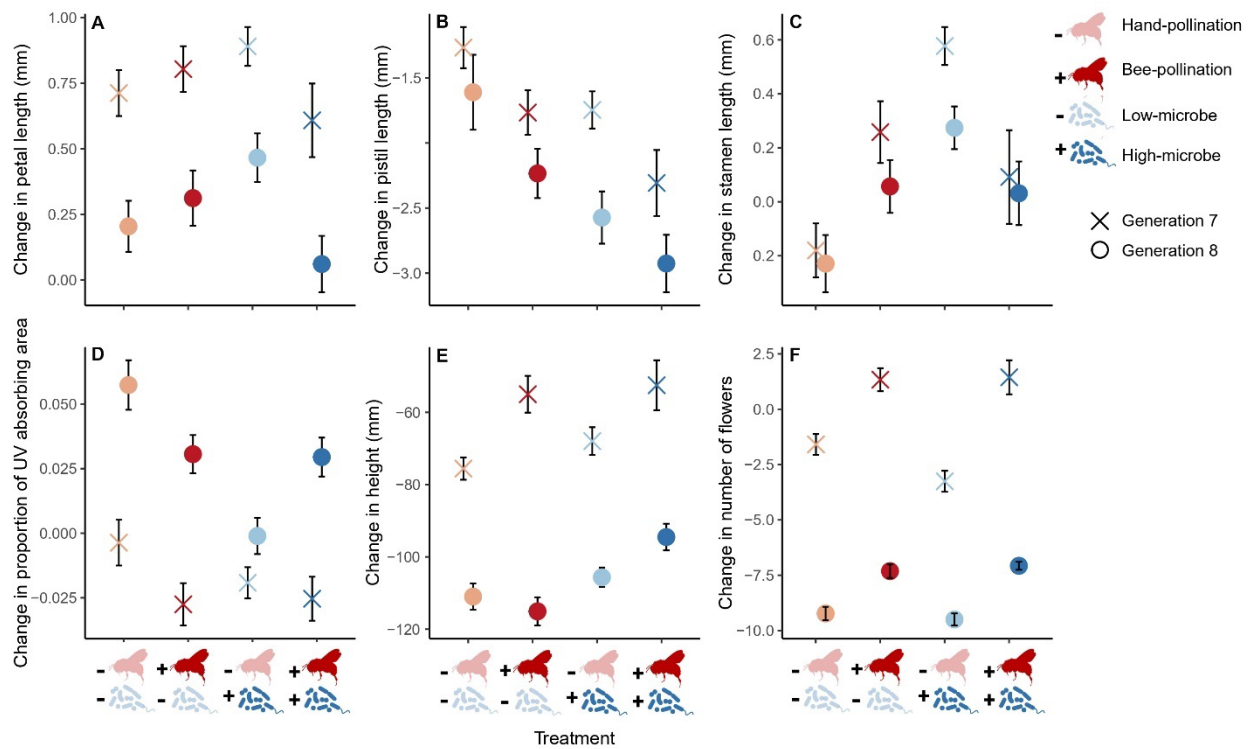 A
Change in petal length (mm)
1.00
0.75
0.50
0.25
0.00
B
Change in pistil length (mm)
−1.5
−2.5
−3.0
C
Change in stamen length (mm)
0.6
0.4
0.2
0.0
0.2
- Hand-pollination
+ Bee-pollination
- Low-microbe
+ High-microbe
Generation 7
Generation 8
D
Change in proportion of UV absorbing area
0.050
0.025
0.000
−0.025
E
Change in height (mm)
−60
−80
−100
−120
F
Change in number of flowers
2.5
0.0
−2.5
−5.0
−7.5
−10.0
- + - + - + - + - + - +
- - + + - - + + - - + +
Treatment